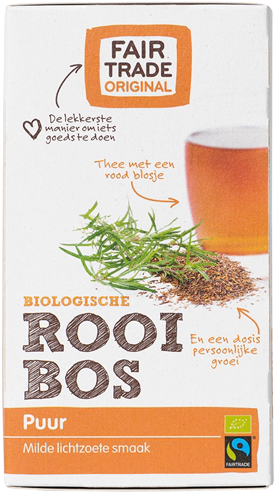 FAIR
TRADE
ORIGINAL
De lekkerste
manier om iets
goeds te doen
Thee met een
rood blosje
BIOLOGISCHE
ROOI
BOS
En een dosis
persoonlijke
groei
Puur
Milde lichtzoete smaak
FAIRTRADE